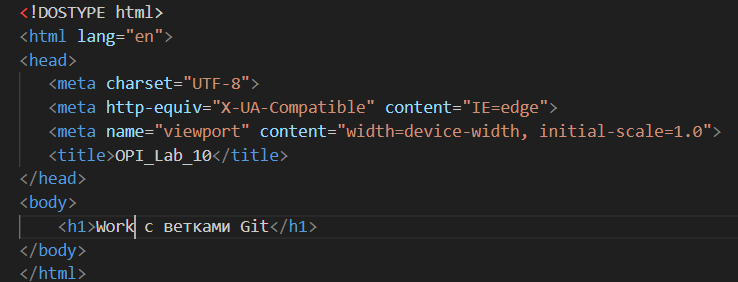 <!DOSTYPE html>
<html lang="en">
<head>
<meta charset="UTF-8">
<meta http-equiv="X-UA-Compatible" content="IE=edge">
<meta name="viewport" content="width=device-width, initial-scale=1.0">
<title>OPI_Lab_10</title>
</head>
<body>
<h1>Work с ветками Git</h1>
</body>
</html>